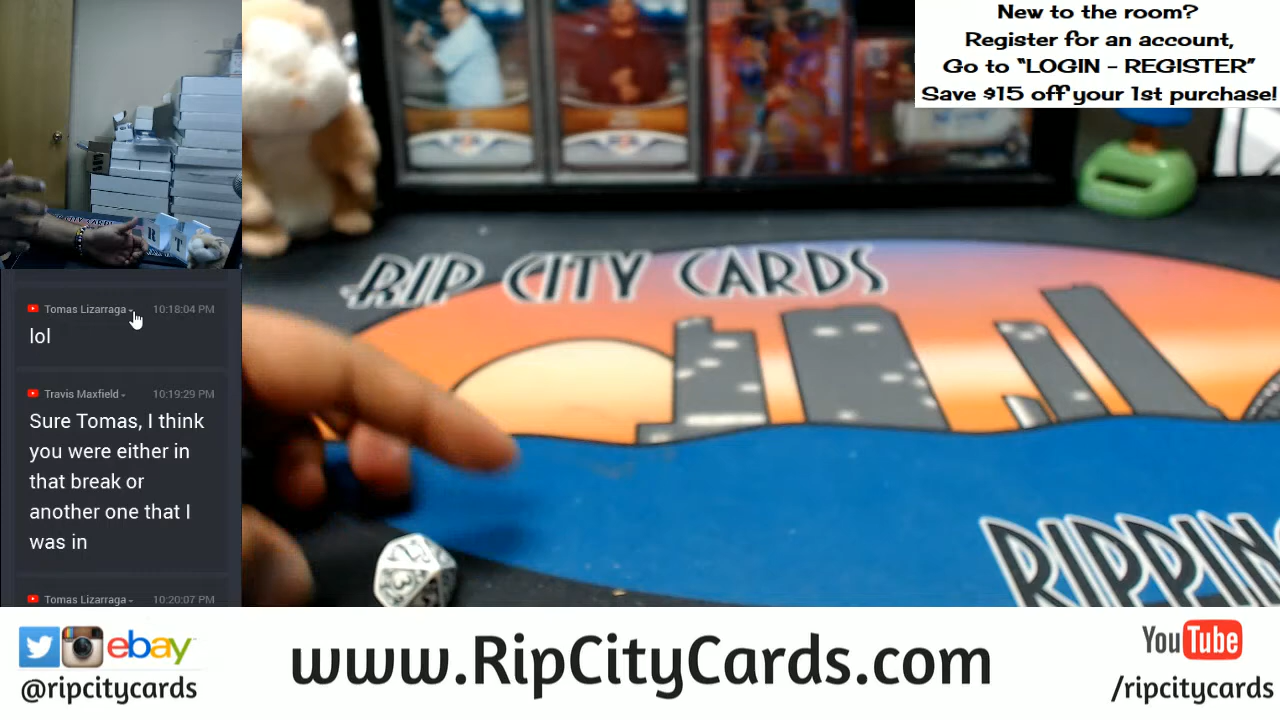 New to the room?
Register for an account,
Go to "LOGIN - REGISTER"
Save $15 off your 1st purchase!
RIP CITY CARDS
Tomas Lizarraga 10:18:04 PM
lol
Travis Maxfield 10:19:29 PM
Sure Tomas, I think
you were either in
that break or
another one that I
was in
Tomas Lizarraga 10:20:07 PM
RIPPIN
ebay
@ripcitycards
www.RipCityCards.com
YouTube
/ripcitycards